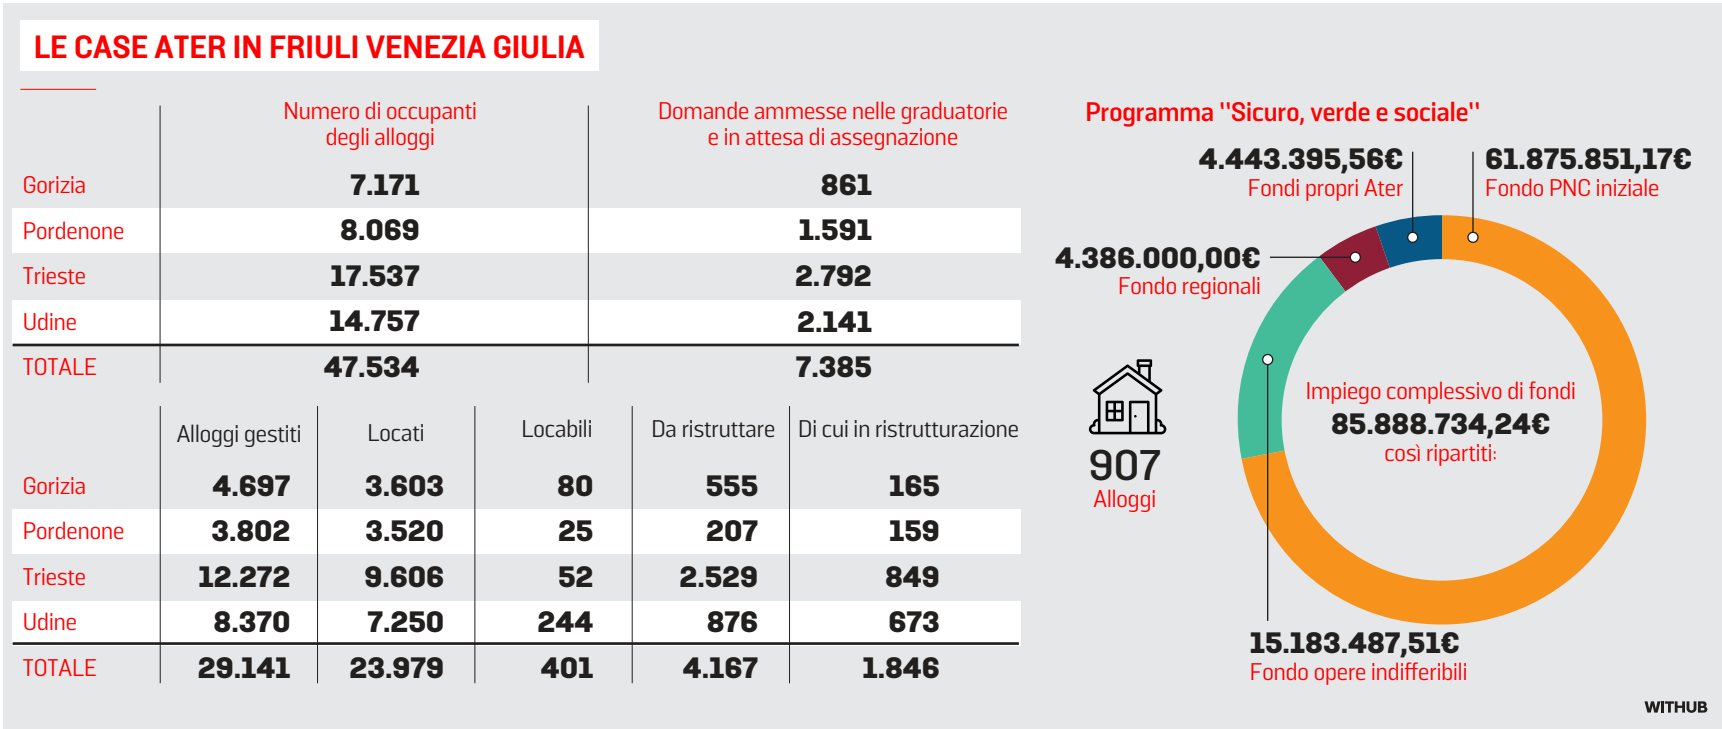 LE CASE ATER IN FRIULI VENEZIA GIULIA
Numero di occupanti
degli alloggi
Domande ammesse nelle graduatorie
e in attesa di assegnazione
Gorizia 7.171 861
Pordenone 8.069 1.591
Trieste 17.537 2.792
Udine 14.757 2.141
TOTALE 47.534 7.385
Alloggi gestiti Locati Locabili Da ristruttare Di cui in ristrutturazione
Gorizia 4.697 3.603 80 555 165
Pordenone 3.802 3.520 25 207 159
Trieste 12.272 9.606 52 2.529 849
Udine 8.370 7.250 244 876 673
TOTALE 29.141 23.979 401 4.167 1.846
Programma "Sicuro, verde e sociale"
4.443.395,56€
Fondi propri Ater
61.875.851,17€
Fondo PNC iniziale
4.386.000,00€
Fondo regionali
Impiego complessivo di fondi
85.888.734,24€
così ripartiti:
907
Alloggi
15.183.487,51€
Fondo opere indifferibili
WITHUB